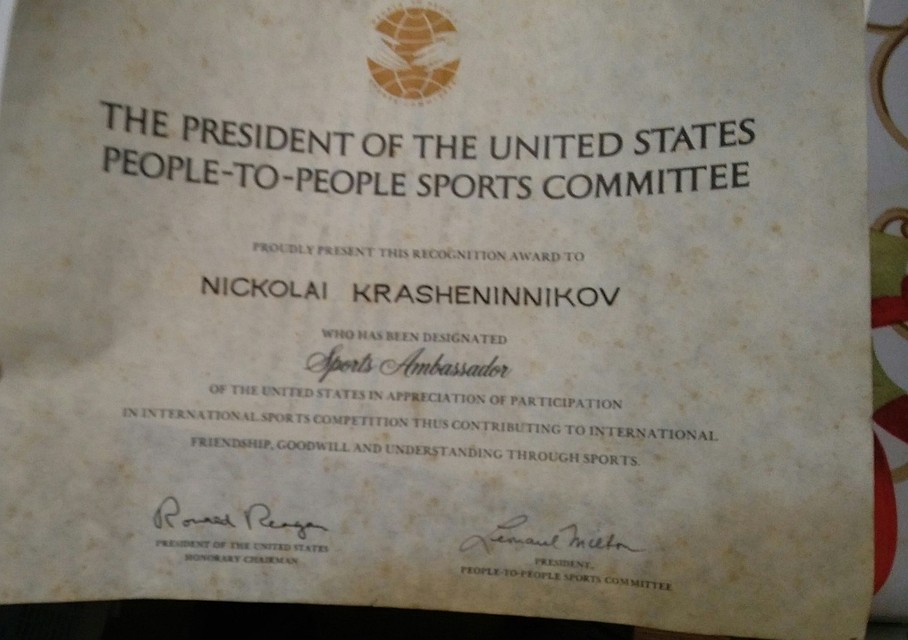 THE PRESIDENT OF THE UNITED STATES
PEOPLE-TO-PEOPLE SPORTS COMMITTEE
PROUDLY PRESENT THIS RECOGNITION AWARD TO
NICKOLAI KRASHENINNIKOV
WHO HAS BEEN DESIGNATED
Sports Ambassador
OF THE UNITED STATES IN APPRECIATION OF PARTICIPATION
IN INTERNATIONAL SPORTS COMPETITION THUS CONTRIBUTING TO INTERNATIONAL
FRIENDSHIP, GOODWILL AND UNDERSTANDING THROUGH SPORTS.
Ronald Reagan
PRESIDENT OF THE UNITED STATES
HONORARY CHAIRMAN
Milton
PRESIDENT,
PEOPLE-TO-PEOPLE SPORTS COMMITTEE